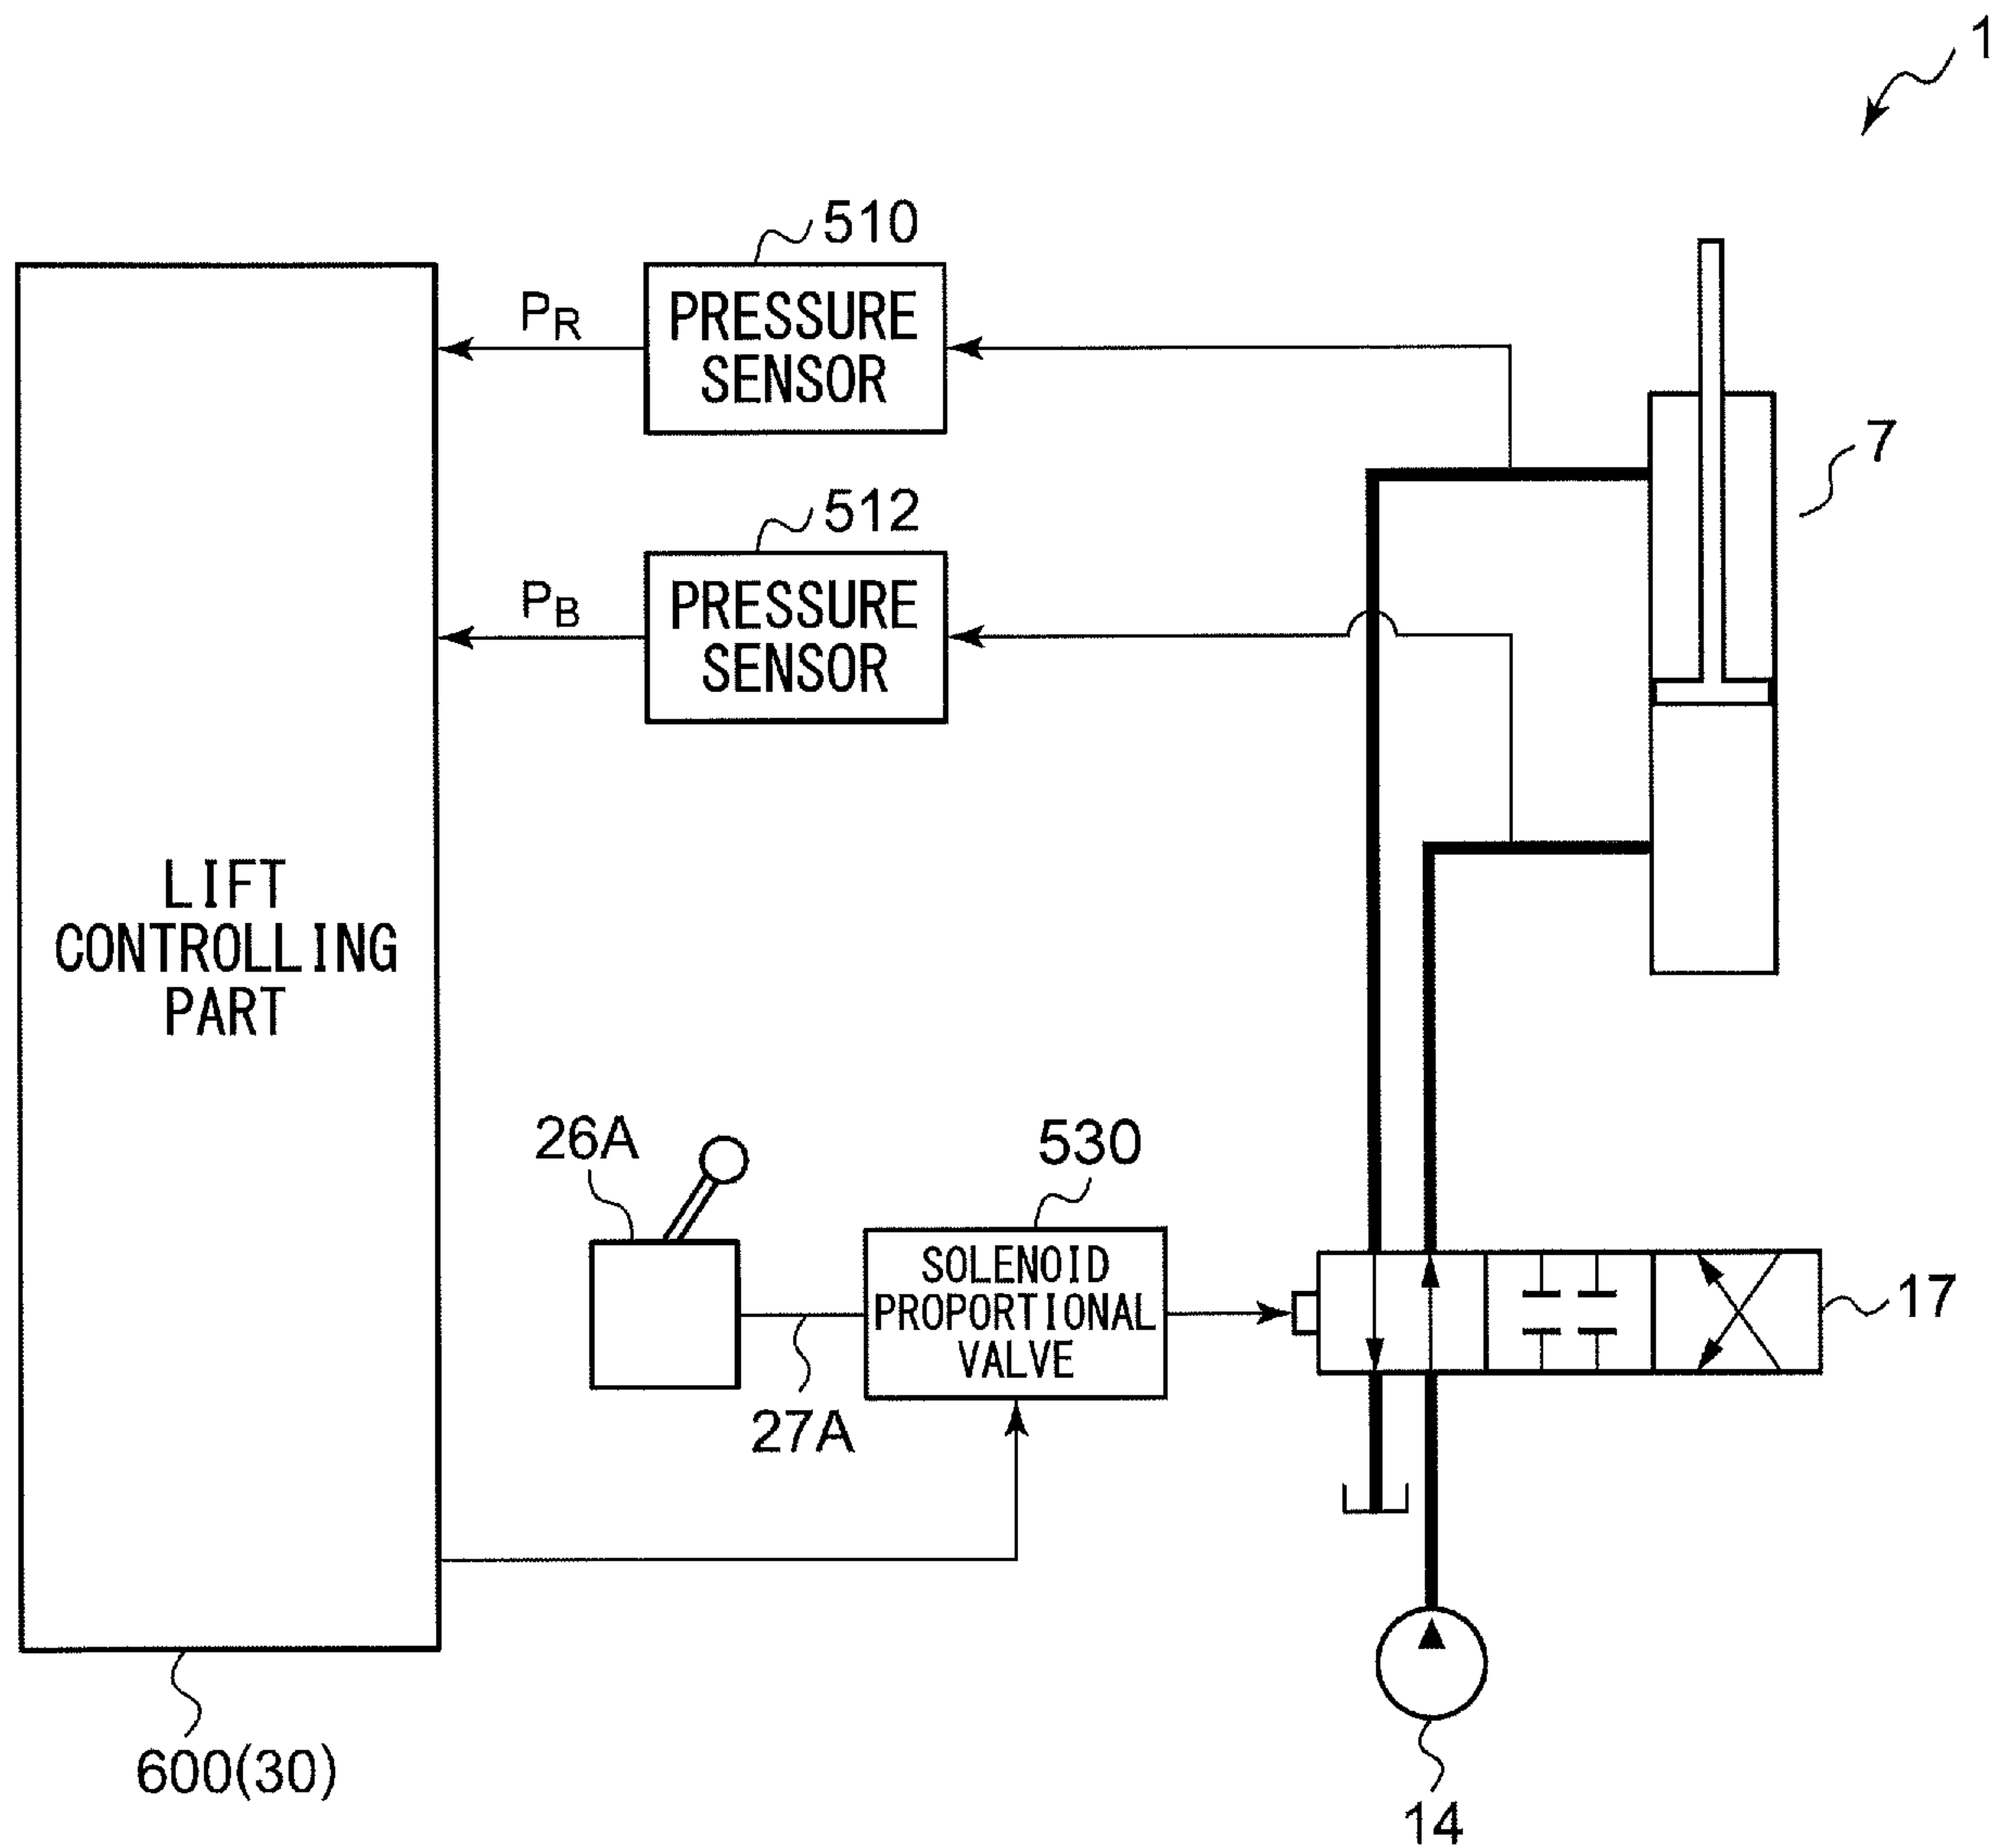 1
510
PRESSURE
SENSOR
PR
7
512
PRESSURE
SENSOR
PB
LIFT
CONTROLLING
PART
26A
530
SOLENOID
PROPORTIONAL
VALVE
17
27A
600(30)
14